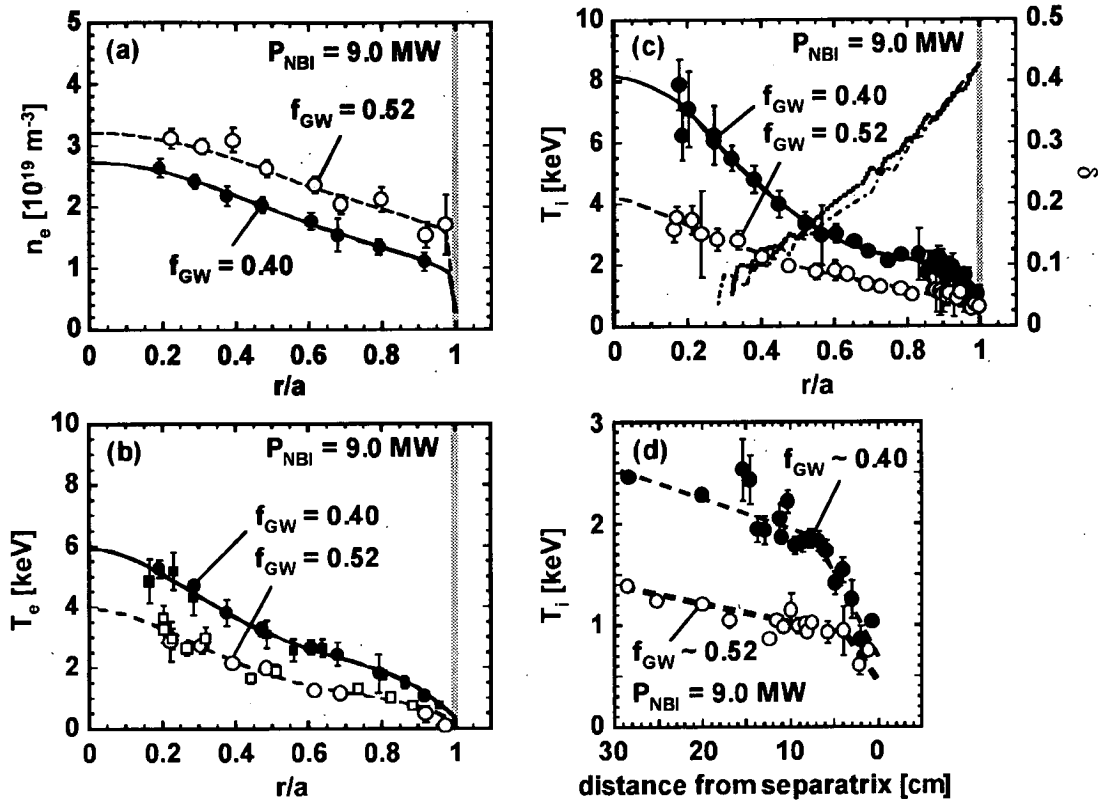 (a)
P_NBI = 9.0 MW
f_GW = 0.52
f_GW = 0.40
n_e [10^19 m^-3]
5
4
3
2
1
0
0 0.2 0.4 0.6 0.8 1
r/a
(c)
P_NBI = 9.0 MW
f_GW = 0.40
f_GW = 0.52
T_i [keV]
10
8
6
4
2
0
0.5
0.4
0.3
0.2
0.1
0
δ
0 0.2 0.4 0.6 0.8 1
r/a
(b)
P_NBI = 9.0 MW
f_GW = 0.40
f_GW = 0.52
T_e [keV]
10
8
6
4
2
0
0 0.2 0.4 0.6 0.8 1
r/a
(d)
f_GW ~ 0.40
f_GW ~ 0.52
P_NBI = 9.0 MW
T_i [keV]
3
2
1
0
30 20 10 0
distance from separatrix [cm]